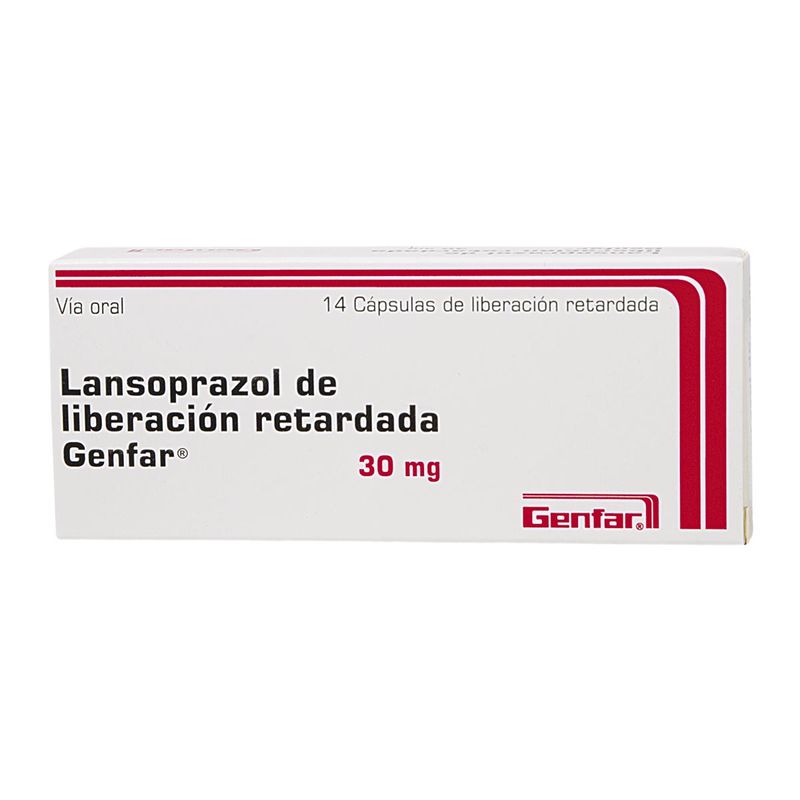 Vía oral
14 Cápsulas de liberación retardada
Lansoprazol de
liberación retardada
Genfar®
30 mg
Genfar®